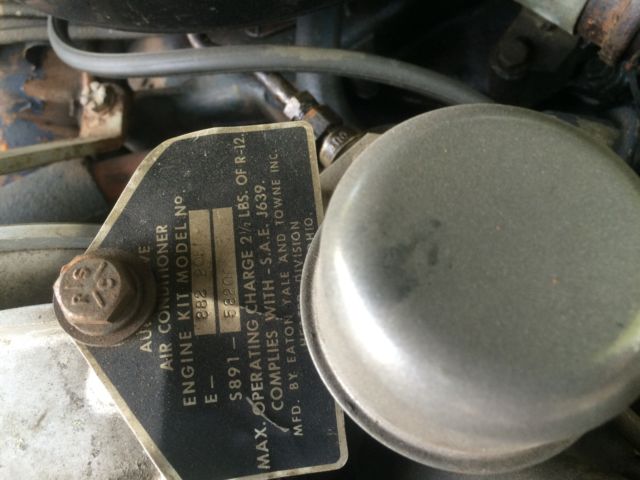 AIR CONDITIONER
ENGINE KIT MODEL Nº
E- 882
S891-
MAX. OPERATING CHARGE 2½ LBS. OF R-12.
COMPLIES WITH - S.A.E. J639.
MFD. BY EATON YALE AND TOWNE INC.
DIVISION